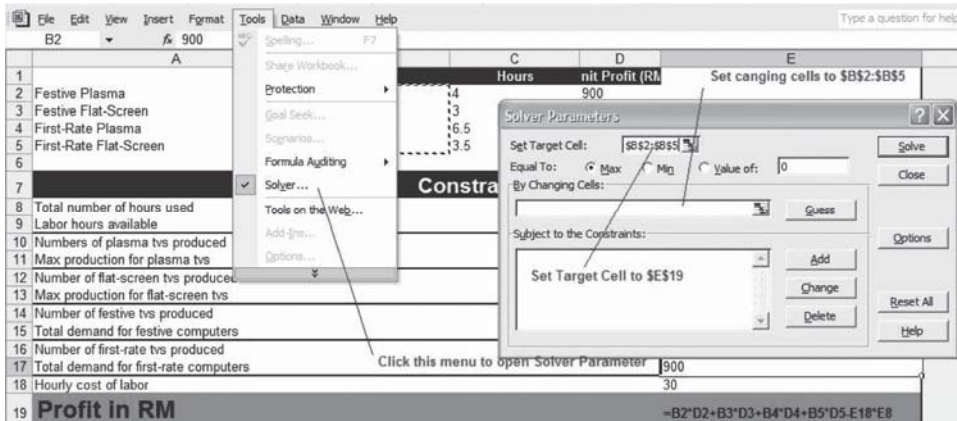 File Edit View Insert Format Tools Data Window Help
Type a question for help
B2 fx 900
Spelling... F7
Share Workbook...
Protection
Goal Seek...
Scenarios...
Formula Auditing
Solver...
Tools on the Web...
Add-Ins...
Options...
A C D E
1 Hours nit Profit (RM
2 Festive Plasma 4 900
3 Festive Flat-Screen 3
4 First-Rate Plasma 6.5
5 First-Rate Flat-Screen 3.5
6
7 Constra
8 Total number of hours used
9 Labor hours available
10 Numbers of plasma tvs produced
11 Max production for plasma tvs
12 Number of flat-screen tvs produced
13 Max production for flat-screen tvs
14 Number of festive tvs produced
15 Total demand for festive computers
16 Number of first-rate tvs produced
17 Total demand for first-rate computers 900
18 Hourly cost of labor 30
19 Profit in RM =B2*D2+B3*D3+B4*D4+B5*D5-E18*E8
Set canging cells to $B$2:$B$5
Solver Parameters
Set Target Cell: $B$2:$B$5 Solve
Equal To: Max Min Value of: 0 Close
By Changing Cells:
Guess
Subject to the Constraints: Options
Set Target Cell to $E$19
Add
Change
Delete
Reset All
Help
Click this menu to open Solver Parameter